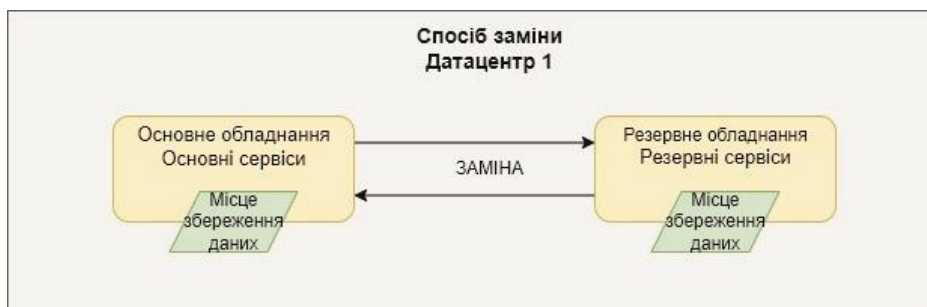 Спосіб заміни
Датацентр 1
Основне обладнання
Основні сервіси
Місце
збереження
даних
ЗАМІНА
Резервне обладнання
Резервні сервіси
Місце
збереження
даних